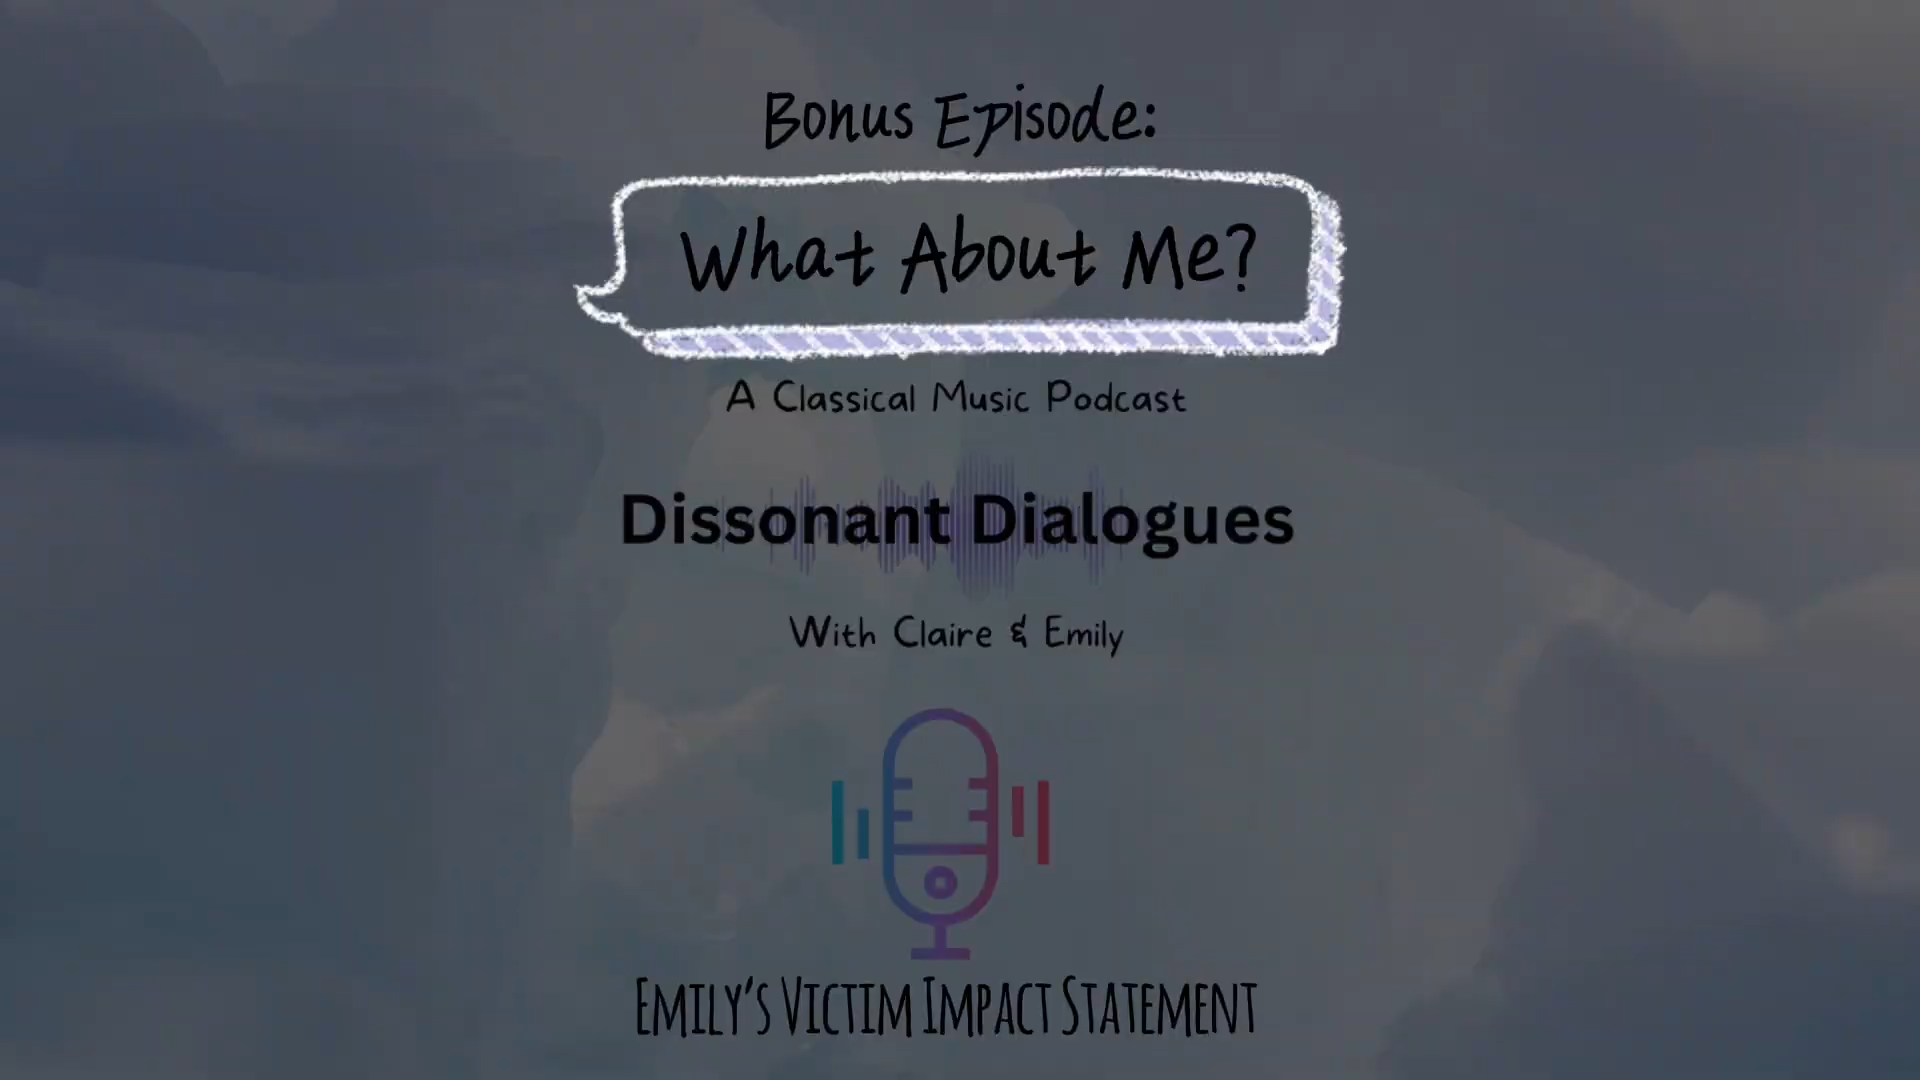 Bonus Episode:
What About Me?
A Classical Music Podcast
Dissonant Dialogues
With Claire & Emily
Emily's Victim Impact Statement